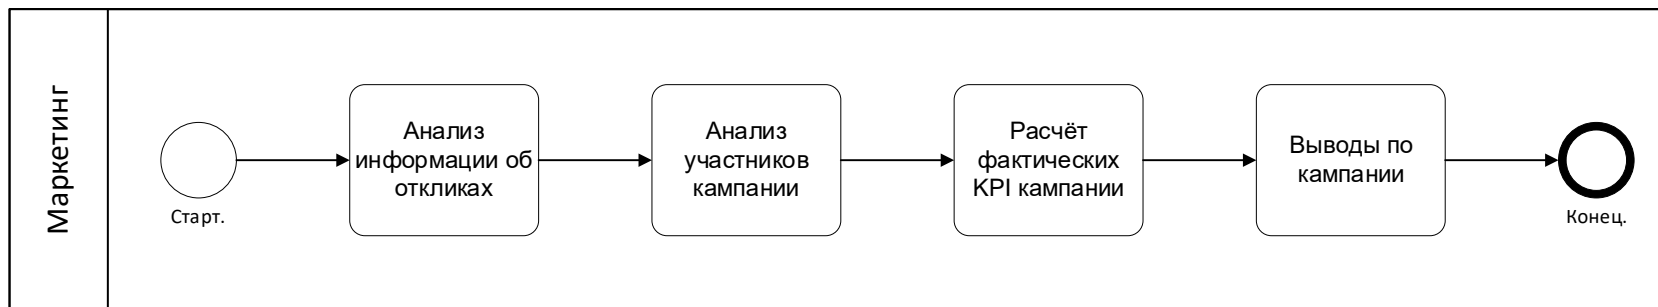 Маркетинг
Старт.
Анализ
информации об
откликах
Анализ
участников
кампании
Расчёт
фактических
KPI кампании
Выводы по
кампании
Конец.